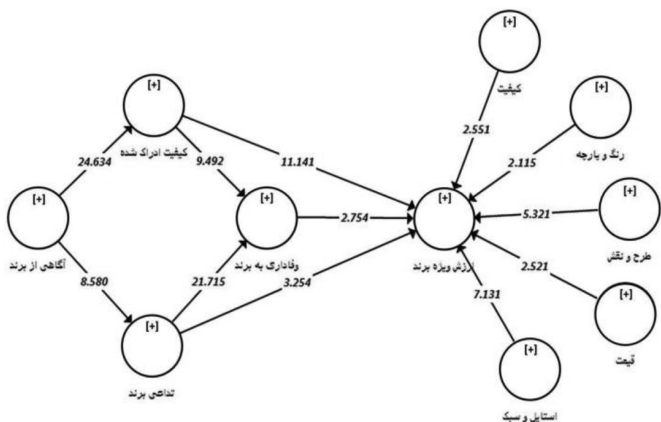 [+]
کیفیت
2.551
[+]
رنگ و پارچه
2.115
[+]
کیفیت ادراک شده
24.634
9.492
11.141
[+]
آگاهی از برند
[+]
وفاداری به برند
2.754
[+]
ارزش ویژه برند
5.321
[+]
طرح و نقش
8.580
21.715
3.254
7.131
2.521
[+]
قیمت
[+]
تداعی برند
[+]
استایل و سبک